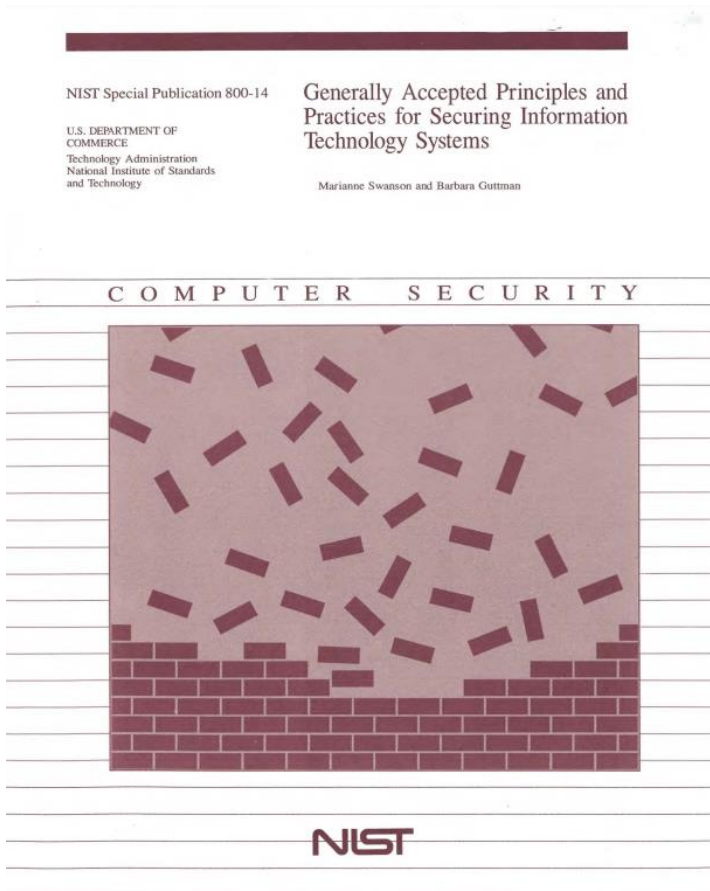 NIST Special Publication 800-14
U.S. DEPARTMENT OF
COMMERCE
Technology Administration
National Institute of Standards
and Technology
Generally Accepted Principles and
Practices for Securing Information
Technology Systems
Marianne Swanson and Barbara Guttman
COMPUTER SECURITY
NIST